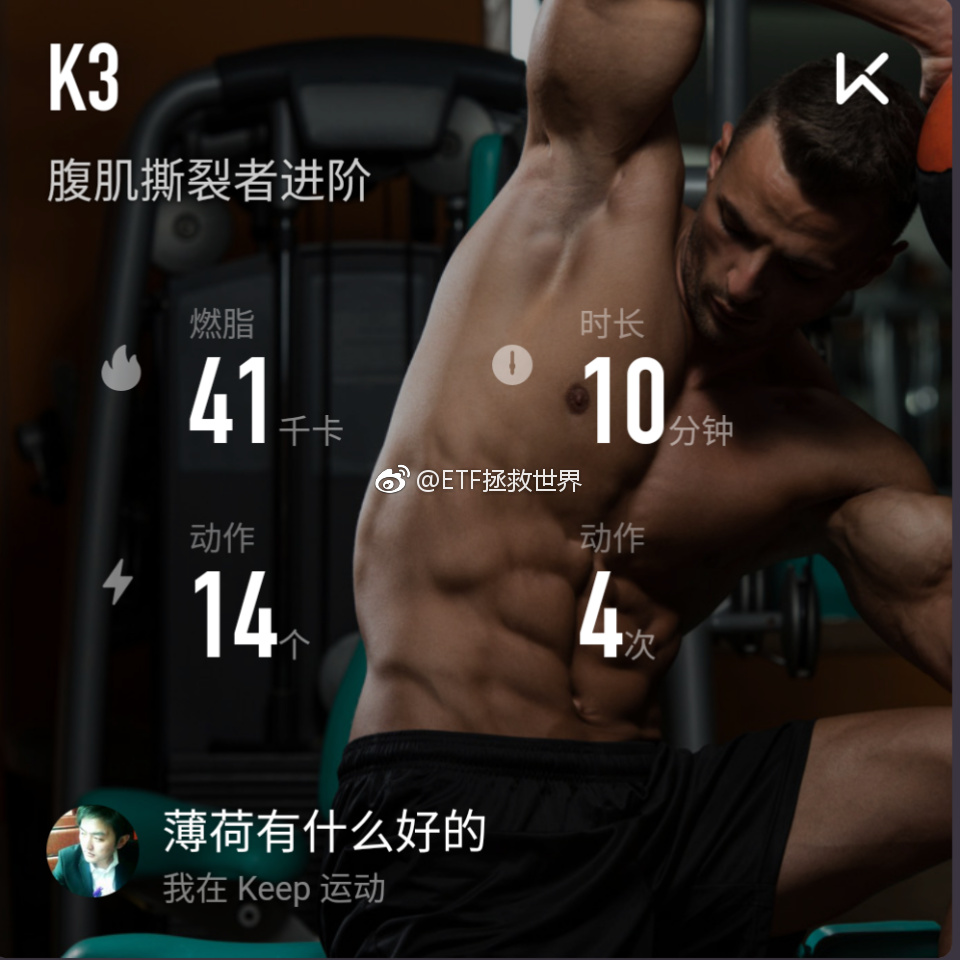 K3
腹肌撕裂者进阶
燃脂
41千卡
时长
10分钟
@ETF拯救世界
动作
14个
动作
4次
薄荷有什么好的
我在 Keep 运动